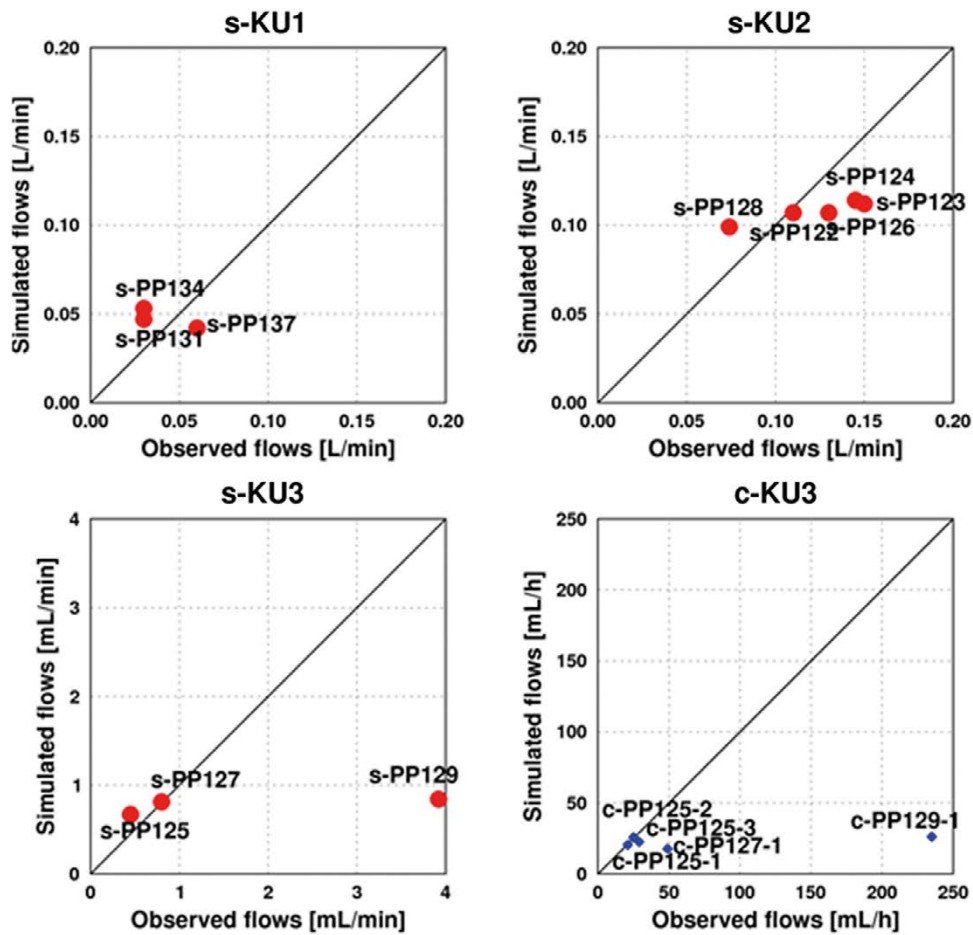 s-KU1
0.20
0.15
0.10
0.05
0.00
Simulated flows [L/min]
s-PP134
s-PP137
s-PP131
0.00 0.05 0.10 0.15 0.20
Observed flows [L/min]
s-KU2
0.20
0.15
0.10
0.05
0.00
Simulated flows [L/min]
s-PP124
s-PP128
s-PP123
s-PP122
s-PP126
0.00 0.05 0.10 0.15 0.20
Observed flows [L/min]
s-KU3
4
3
2
1
0
Simulated flows [mL/min]
s-PP127
s-PP129
s-PP125
0 1 2 3 4
Observed flows [mL/min]
c-KU3
250
200
150
100
50
0
Simulated flows [mL/h]
c-PP125-2
c-PP125-3
c-PP129-1
c-PP127-1
c-PP125-1
0 50 100 150 200 250
Observed flows [mL/h]